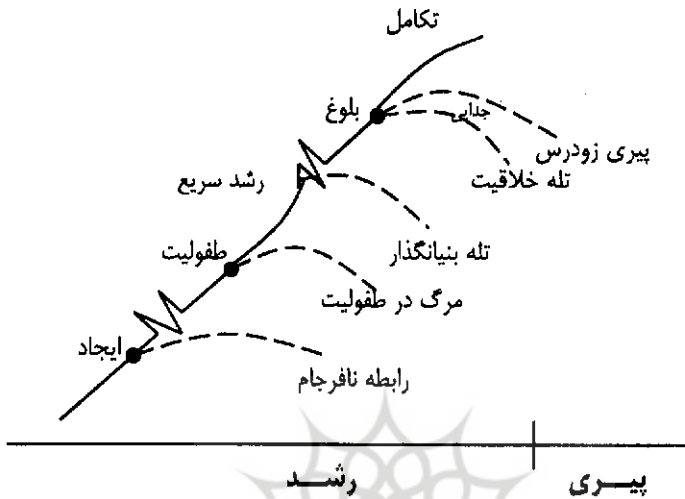 تکامل
بلوغ
جدایی
پیری زودرس
تله خلاقیت
رشد سریع
تله بنیانگذار
طفولیت
مرگ در طفولیت
ایجاد
رابطه نافرجام
رشــد
پیــری